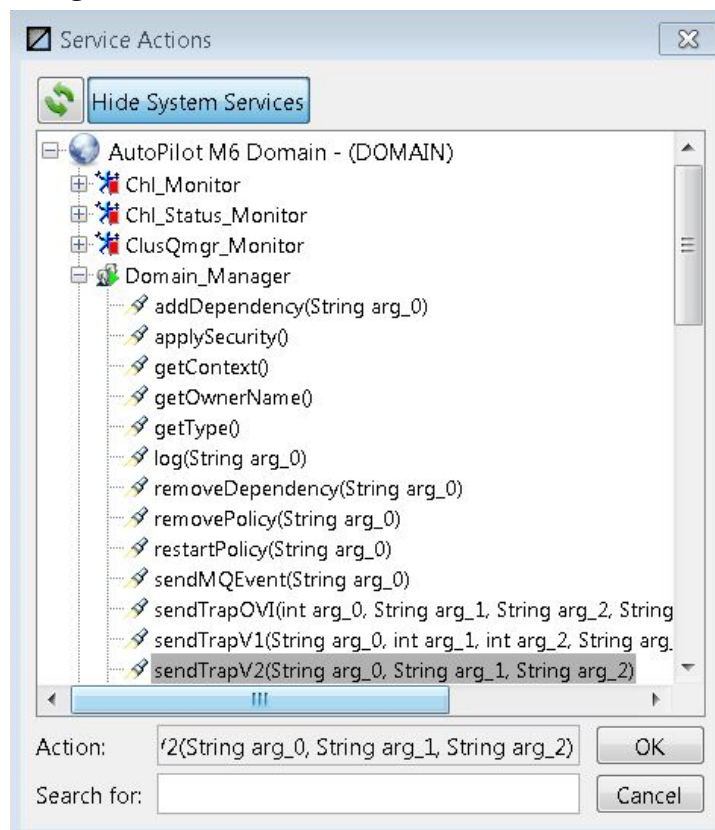 Service Actions
Hide System Services
AutoPilot M6 Domain - (DOMAIN)
Chl_Monitor
Chl_Status_Monitor
ClusQmgr_Monitor
Domain_Manager
addDependency(String arg_0)
applySecurity()
getContext()
getOwnerName()
getType()
log(String arg_0)
removeDependency(String arg_0)
removePolicy(String arg_0)
restartPolicy(String arg_0)
sendMQEvent(String arg_0)
sendTrapOVI(int arg_0, String arg_1, String arg_2, String
sendTrapV1(String arg_0, int arg_1, int arg_2, String arg_
sendTrapV2(String arg_0, String arg_1, String arg_2)
Action: 2(String arg_0, String arg_1, String arg_2) OK
Search for: Cancel